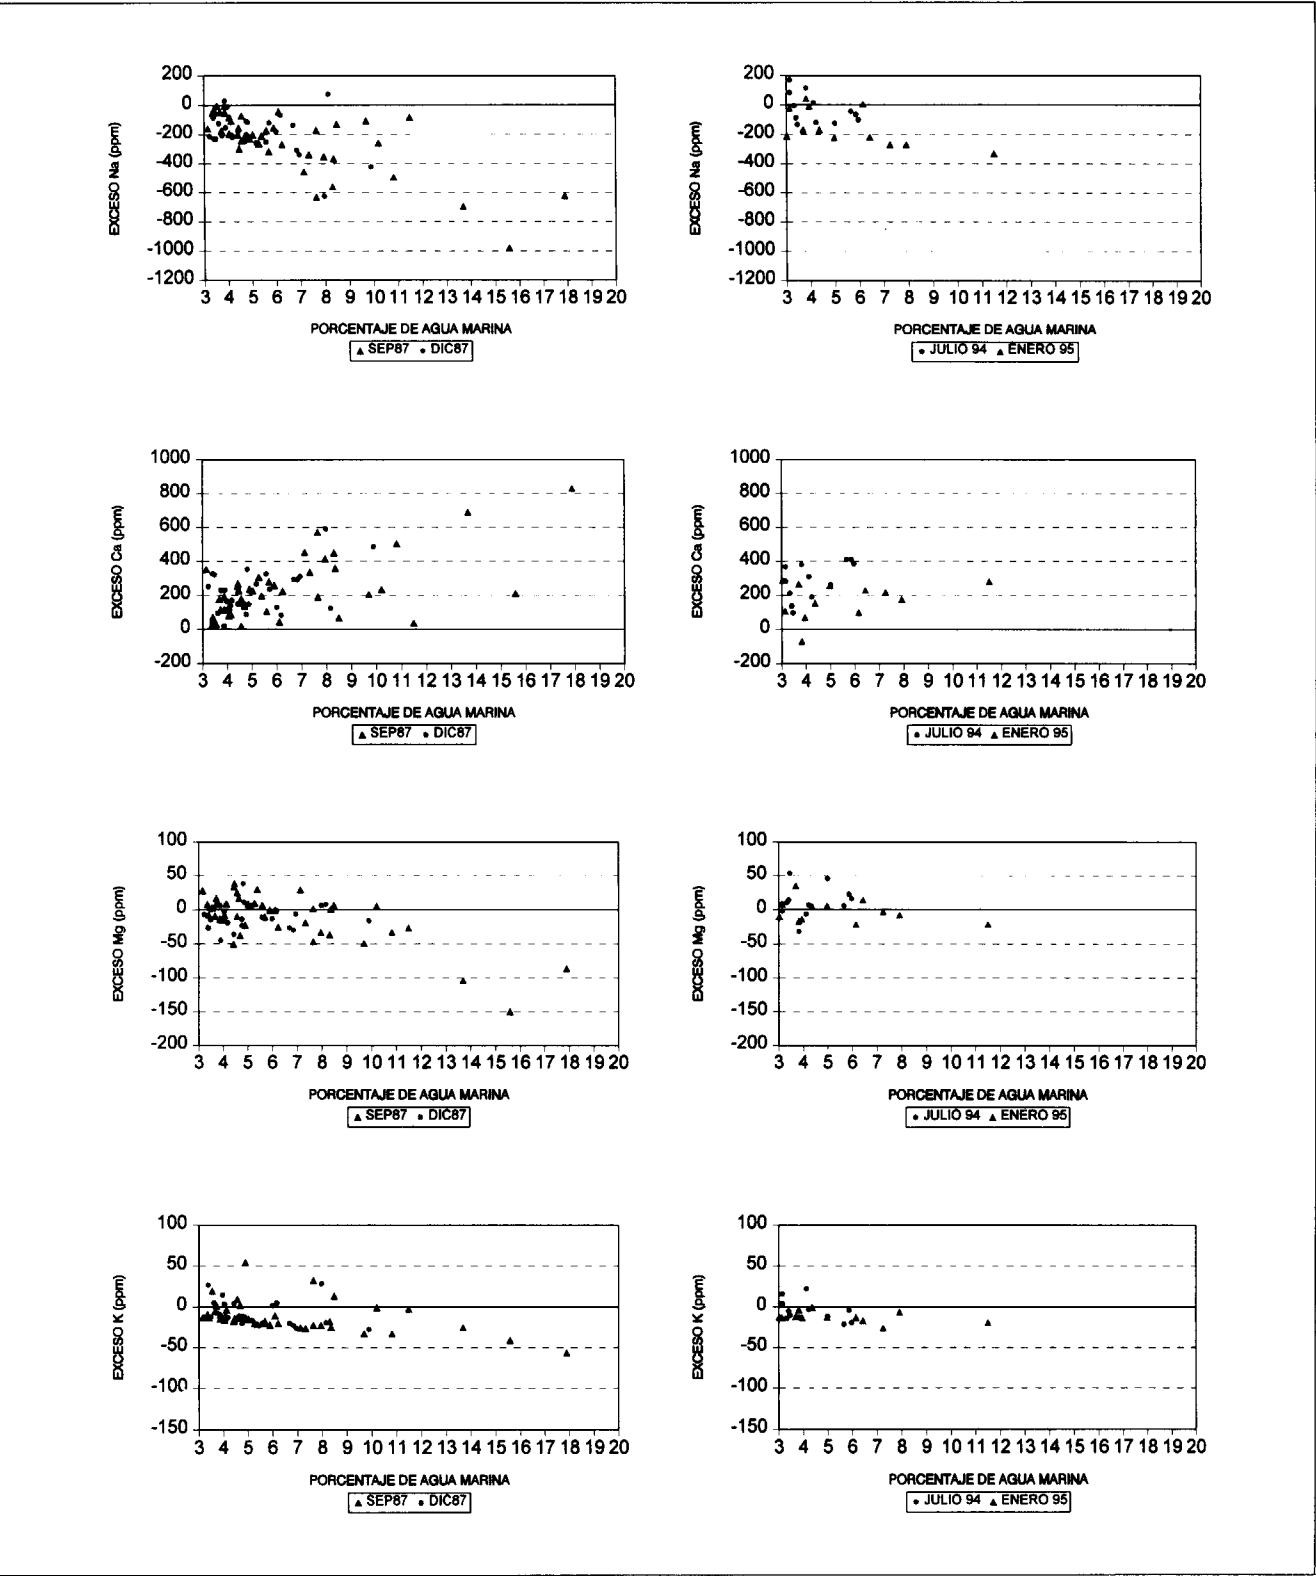 200
0
-200
-400
-600
-800
-1000
-1200
EXCESO Na (ppm)
3 4 5 6 7 8 9 10 11 12 13 14 15 16 17 18 19 20
PORCENTAJE DE AGUA MARINA
▲ SEP87 • DIC87
200
0
-200
-400
-600
-800
-1000
-1200
EXCESO Na (ppm)
3 4 5 6 7 8 9 10 11 12 13 14 15 16 17 18 19 20
PORCENTAJE DE AGUA MARINA
• JULIO 94 ▲ ENERO 95
1000
800
600
400
200
0
-200
EXCESO Ca (ppm)
3 4 5 6 7 8 9 10 11 12 13 14 15 16 17 18 19 20
PORCENTAJE DE AGUA MARINA
▲ SEP87 • DIC87
1000
800
600
400
200
0
-200
EXCESO Ca (ppm)
3 4 5 6 7 8 9 10 11 12 13 14 15 16 17 18 19 20
PORCENTAJE DE AGUA MARINA
• JULIO 94 ▲ ENERO 95
100
50
0
-50
-100
-150
-200
EXCESO Mg (ppm)
3 4 5 6 7 8 9 10 11 12 13 14 15 16 17 18 19 20
PORCENTAJE DE AGUA MARINA
▲ SEP87 • DIC87
100
50
0
-50
-100
-150
-200
EXCESO Mg (ppm)
3 4 5 6 7 8 9 10 11 12 13 14 15 16 17 18 19 20
PORCENTAJE DE AGUA MARINA
• JULIO 94 ▲ ENERO 95
100
50
0
-50
-100
-150
EXCESO K (ppm)
3 4 5 6 7 8 9 10 11 12 13 14 15 16 17 18 19 20
PORCENTAJE DE AGUA MARINA
▲ SEP87 • DIC87
100
50
0
-50
-100
-150
EXCESO K (ppm)
3 4 5 6 7 8 9 10 11 12 13 14 15 16 17 18 19 20
PORCENTAJE DE AGUA MARINA
• JULIO 94 ▲ ENERO 95